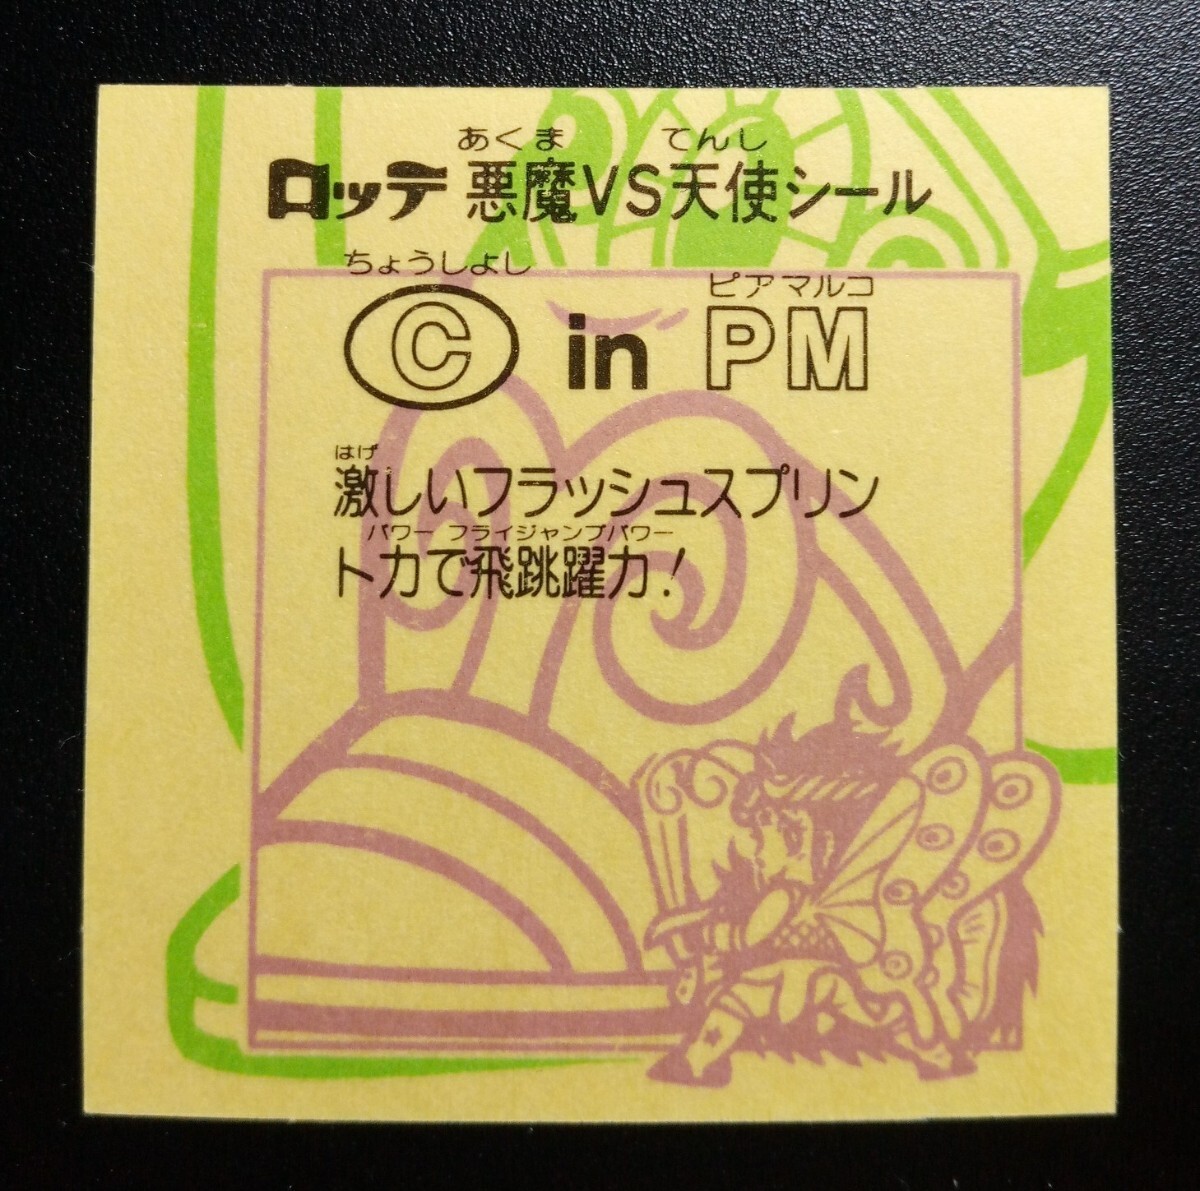 あくま てんし
ロッテ 悪魔VS天使シール
ちょうしよし
ピアマルコ
C in PM
はげ
激しいフラッシュスプリン
パワー フライジャンプパワー
ト力で飛跳躍力!